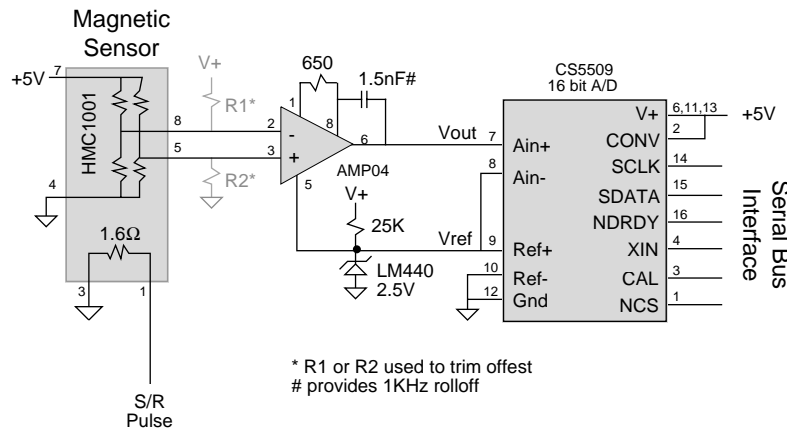 Magnetic
Sensor
7
+5V
HMC1001
4
1.6Ω
3
1
S/R
Pulse
8
5
V+
R1*
R2*
650
1.5nF#
1
8
2
-
3
+
6
5
AMP04
V+
25K
LM440
2.5V
Vout
Vref
CS5509
16 bit A/D
7
Ain+
8
Ain-
9
Ref+
10
Ref-
12
Gnd
V+
6,11,13
+5V
CONV
2
SCLK
14
SDATA
15
NDRDY
16
XIN
4
CAL
3
NCS
1
Serial Bus
Interface
* R1 or R2 used to trim offest
# provides 1KHz rolloff